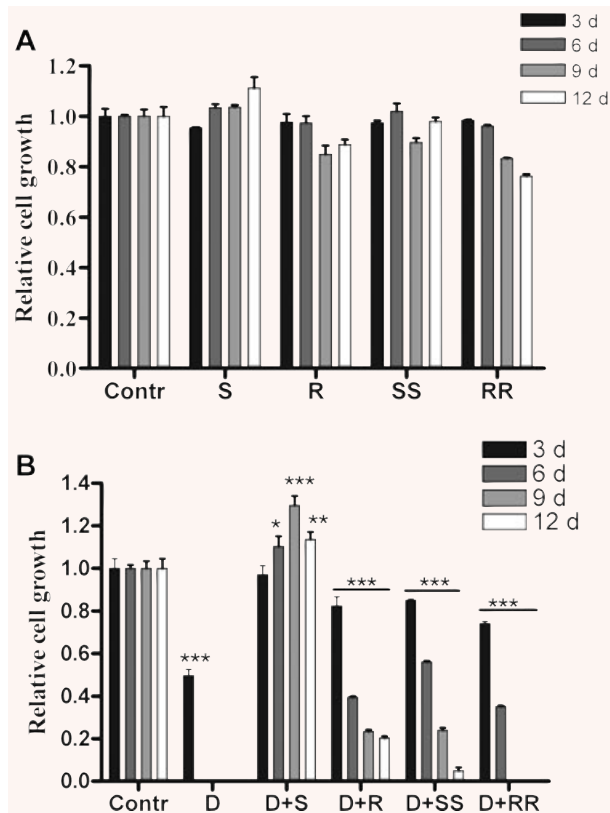 A
3 d
6 d
9 d
12 d
Relative cell growth
1.2
1.0
0.8
0.6
0.4
0.2
0.0
Contr S R SS RR
B
3 d
6 d
9 d
12 d
Relative cell growth
1.4
1.2
1.0
0.8
0.6
0.4
0.2
0.0
***
*
***
**
***
***
***
Contr D D+S D+R D+SS D+RR